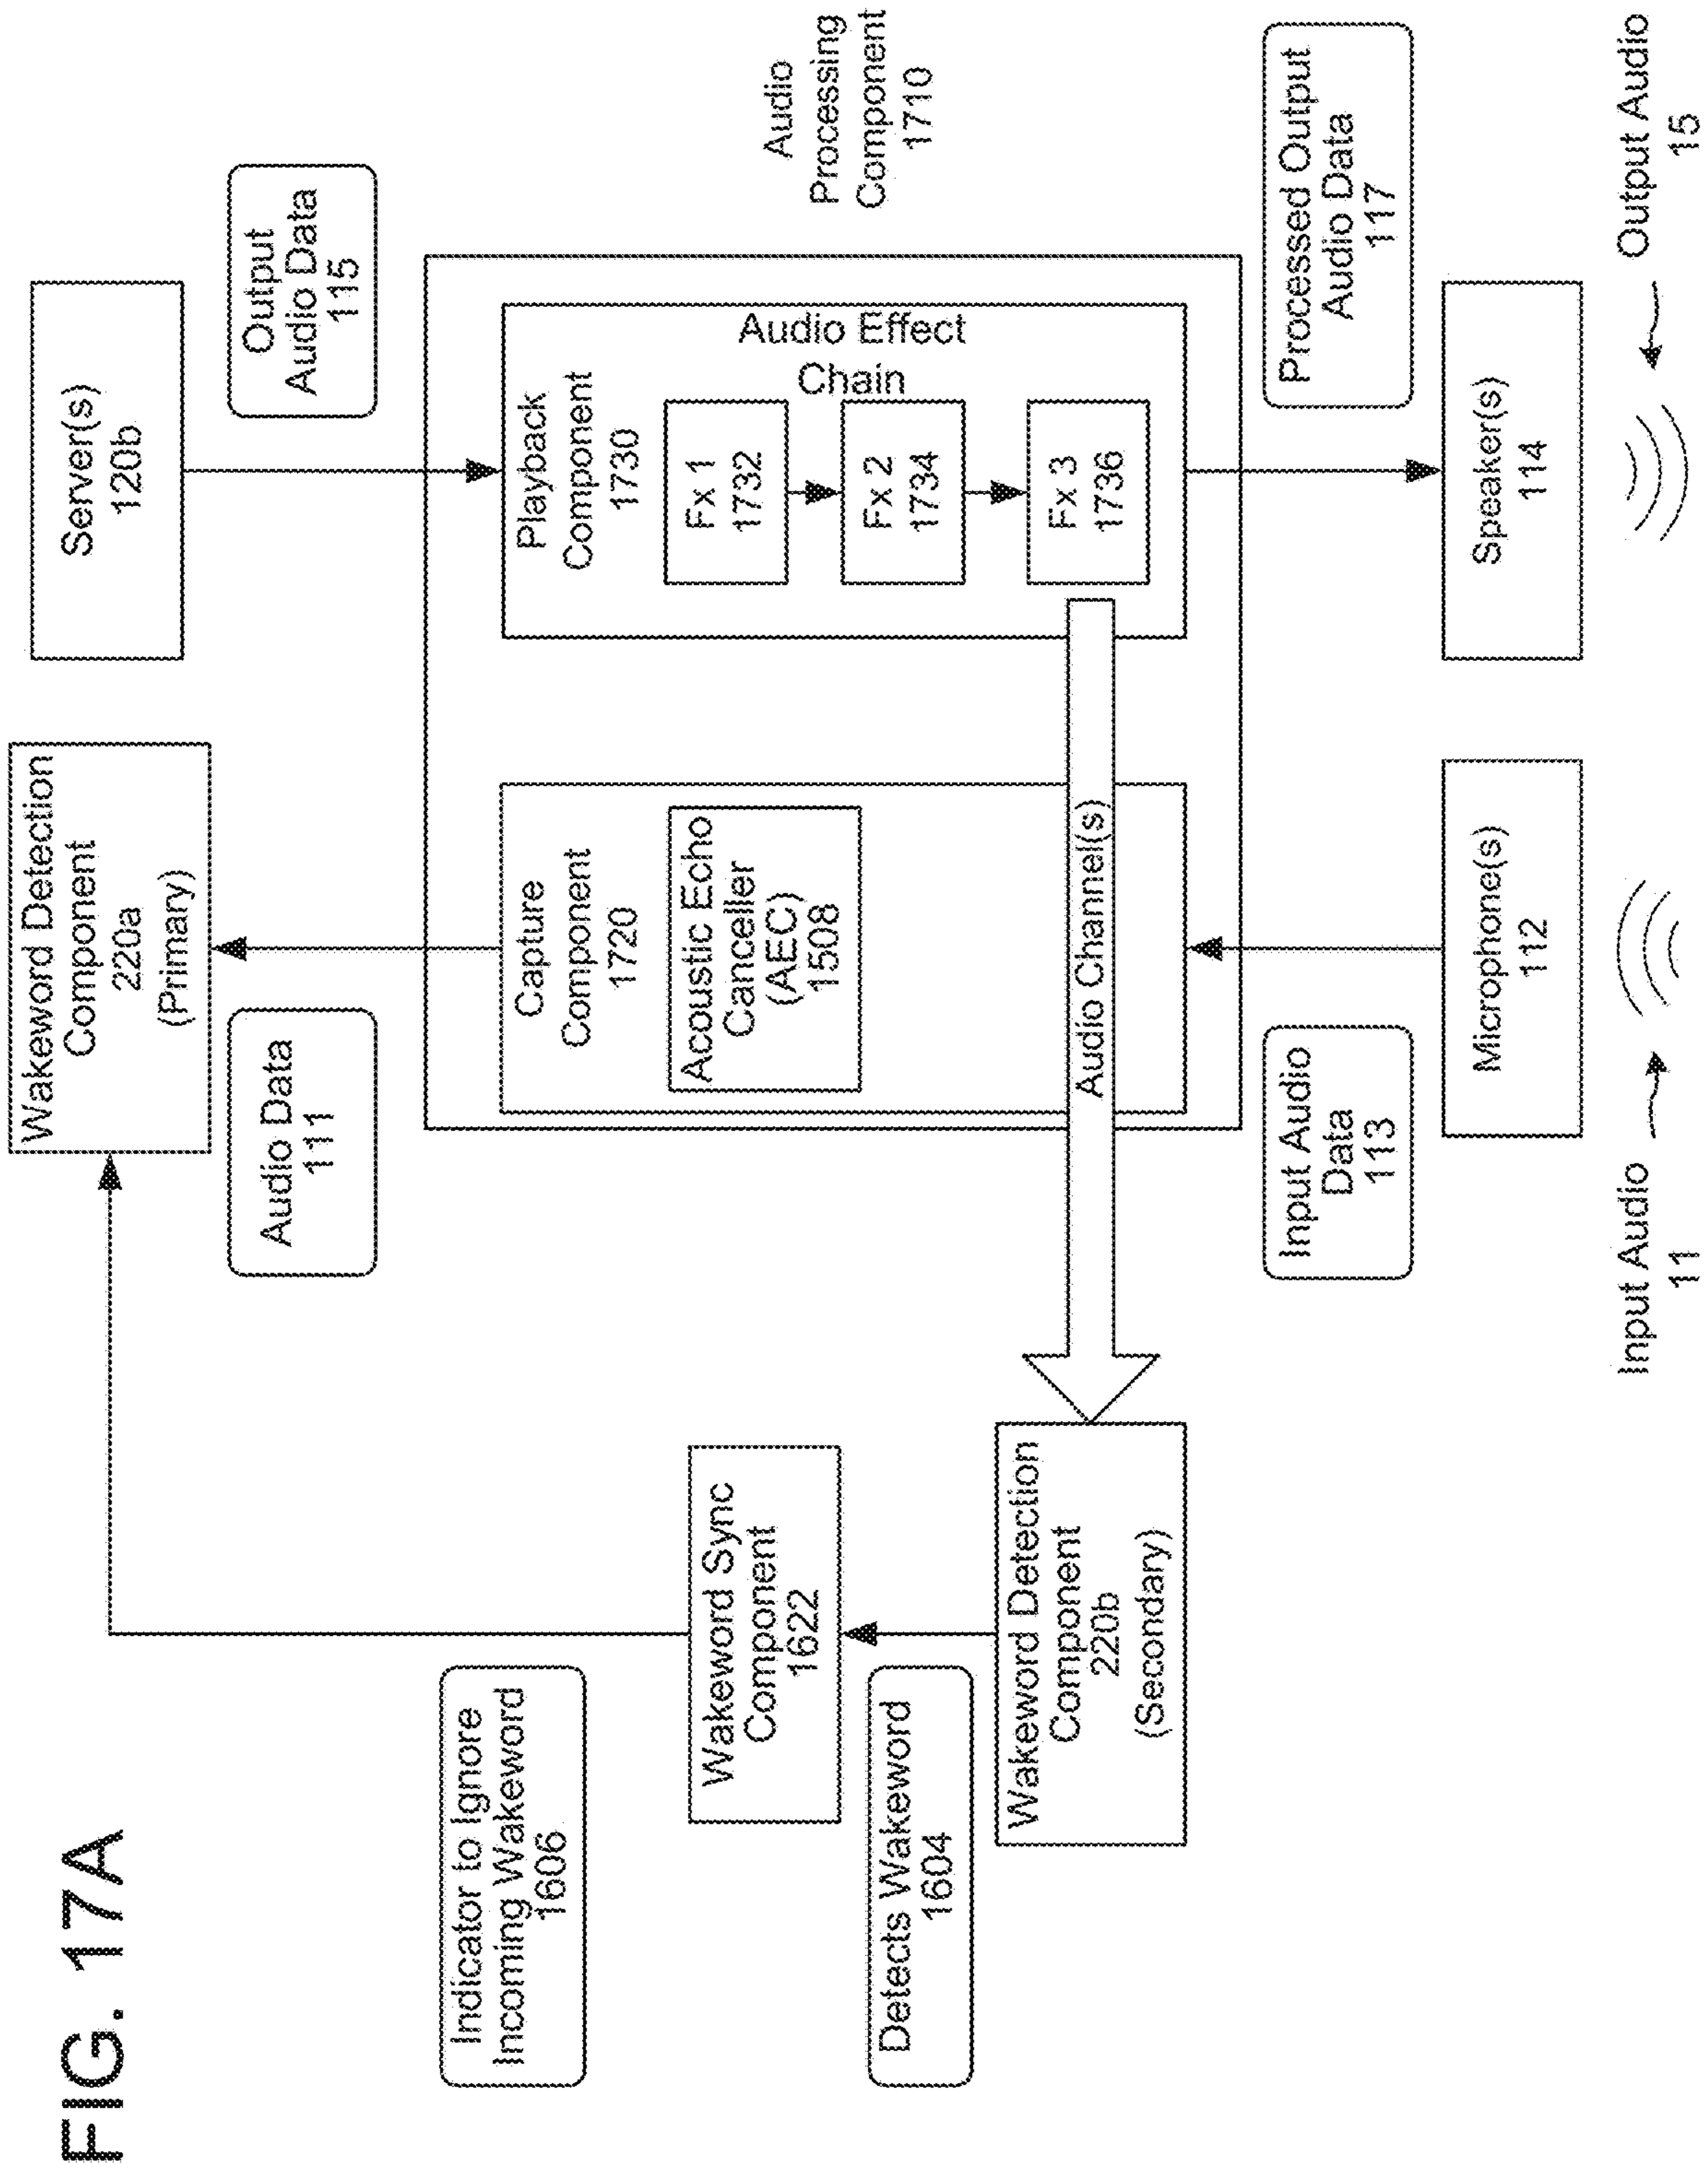 FIG. 17A
Indicator to Ignore
Incoming Wakeword
1606
Detects Wakeword
1604
Wakeword Sync
Component
1622
Wakeword Detection
Component
220b
(Secondary)
Wakeword Detection
Component
220a
(Primary)
Audio Data
111
Capture
Component
1720
Acoustic Echo
Canceller
(AEC)
1508
Audio Channel(s)
Input Audio
Data
113
Microphone(s)
112
Input Audio
11
Server(s)
120b
Output
Audio Data
115
Playback
Component
1730
Audio Effect
Chain
Fx 1
1732
Fx 2
1734
Fx 3
1736
Audio
Processing
Component
1710
Processed Output
Audio Data
117
Speaker(s)
114
Output Audio
15